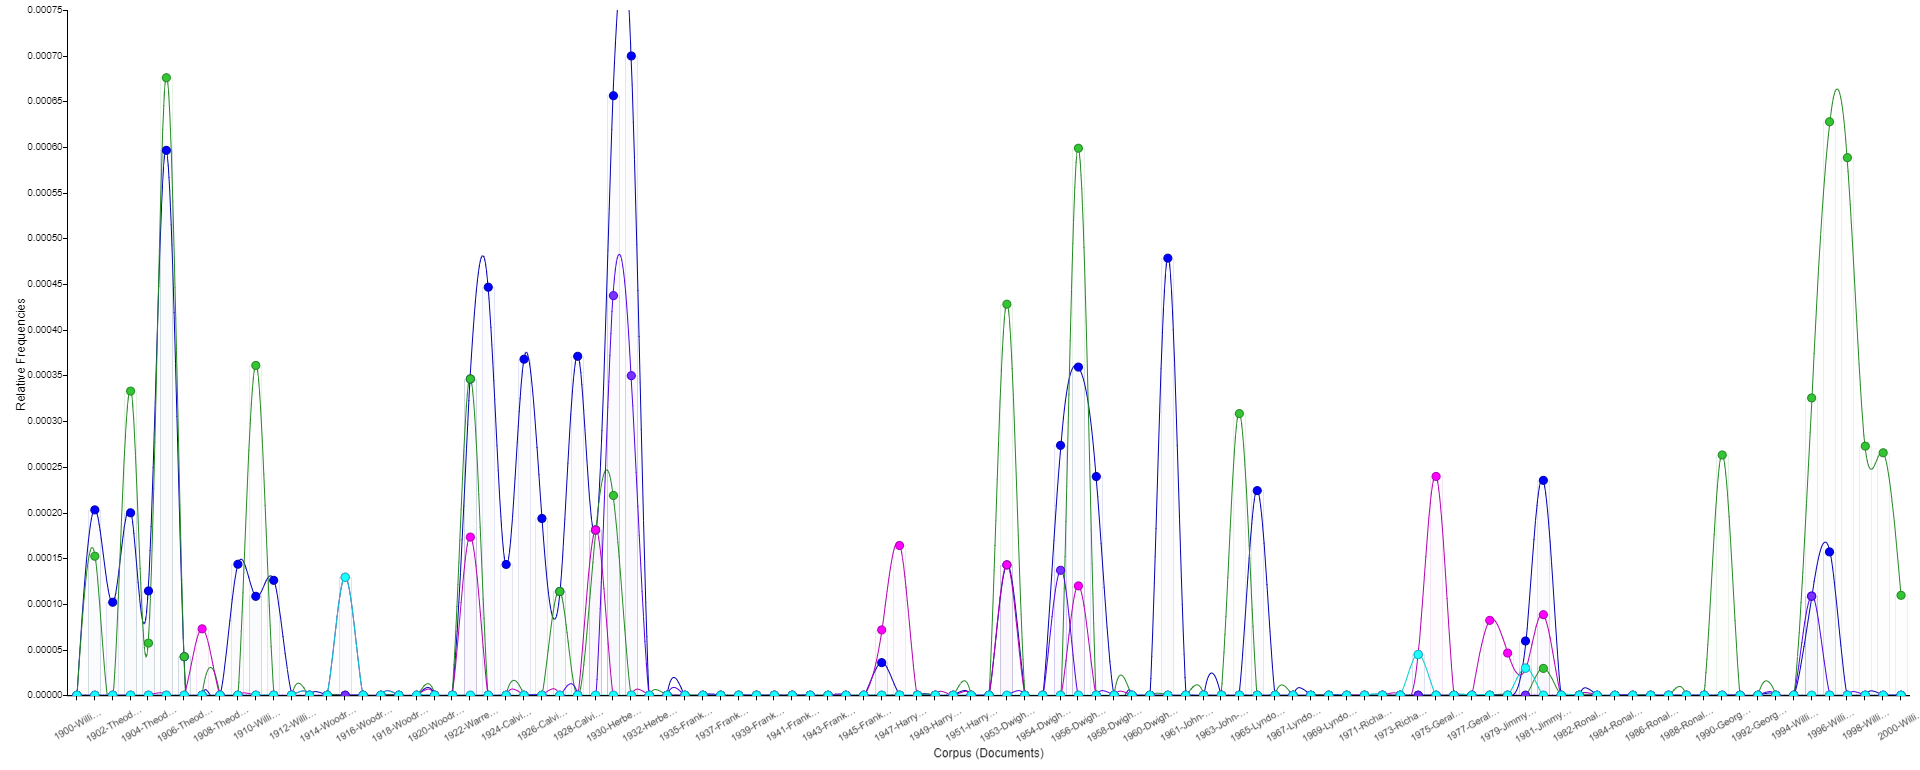 0.00075
0.00070
0.00065
0.00060
0.00055
0.00050
0.00045
0.00040
0.00035
0.00030
0.00025
0.00020
0.00015
0.00010
0.00005
0.00000
Relative Frequencies
1900-Willi...
1902-Theod...
1904-Theod...
1906-Theod...
1908-Theod...
1910-Willi...
1912-Willi...
1914-Woodr...
1916-Woodr...
1918-Woodr...
1920-Woodr...
1922-Warre...
1924-Calvi...
1926-Calvi...
1928-Calvi...
1930-Herbe...
1932-Herbe...
1935-Frank...
1937-Frank...
1939-Frank...
1941-Frank...
1943-Frank...
1945-Frank...
1947-Harry...
1949-Harry...
1951-Harry...
1953-Dwigh...
1954-Dwigh...
1956-Dwigh...
1958-Dwigh...
1960-Dwigh...
1961-John-...
1963-John-...
1965-Lyndo...
1967-Lyndo...
1969-Lyndo...
1971-Richa...
1973-Richa...
1975-Geral...
1977-Geral...
1979-Jimmy...
1981-Jimmy...
1982-Ronal...
1984-Ronal...
1986-Ronal...
1988-Ronal...
1990-Georg...
1992-Georg...
1994-Willi...
1996-Willi...
1998-Willi...
2000-Willi...
Corpus (Documents)